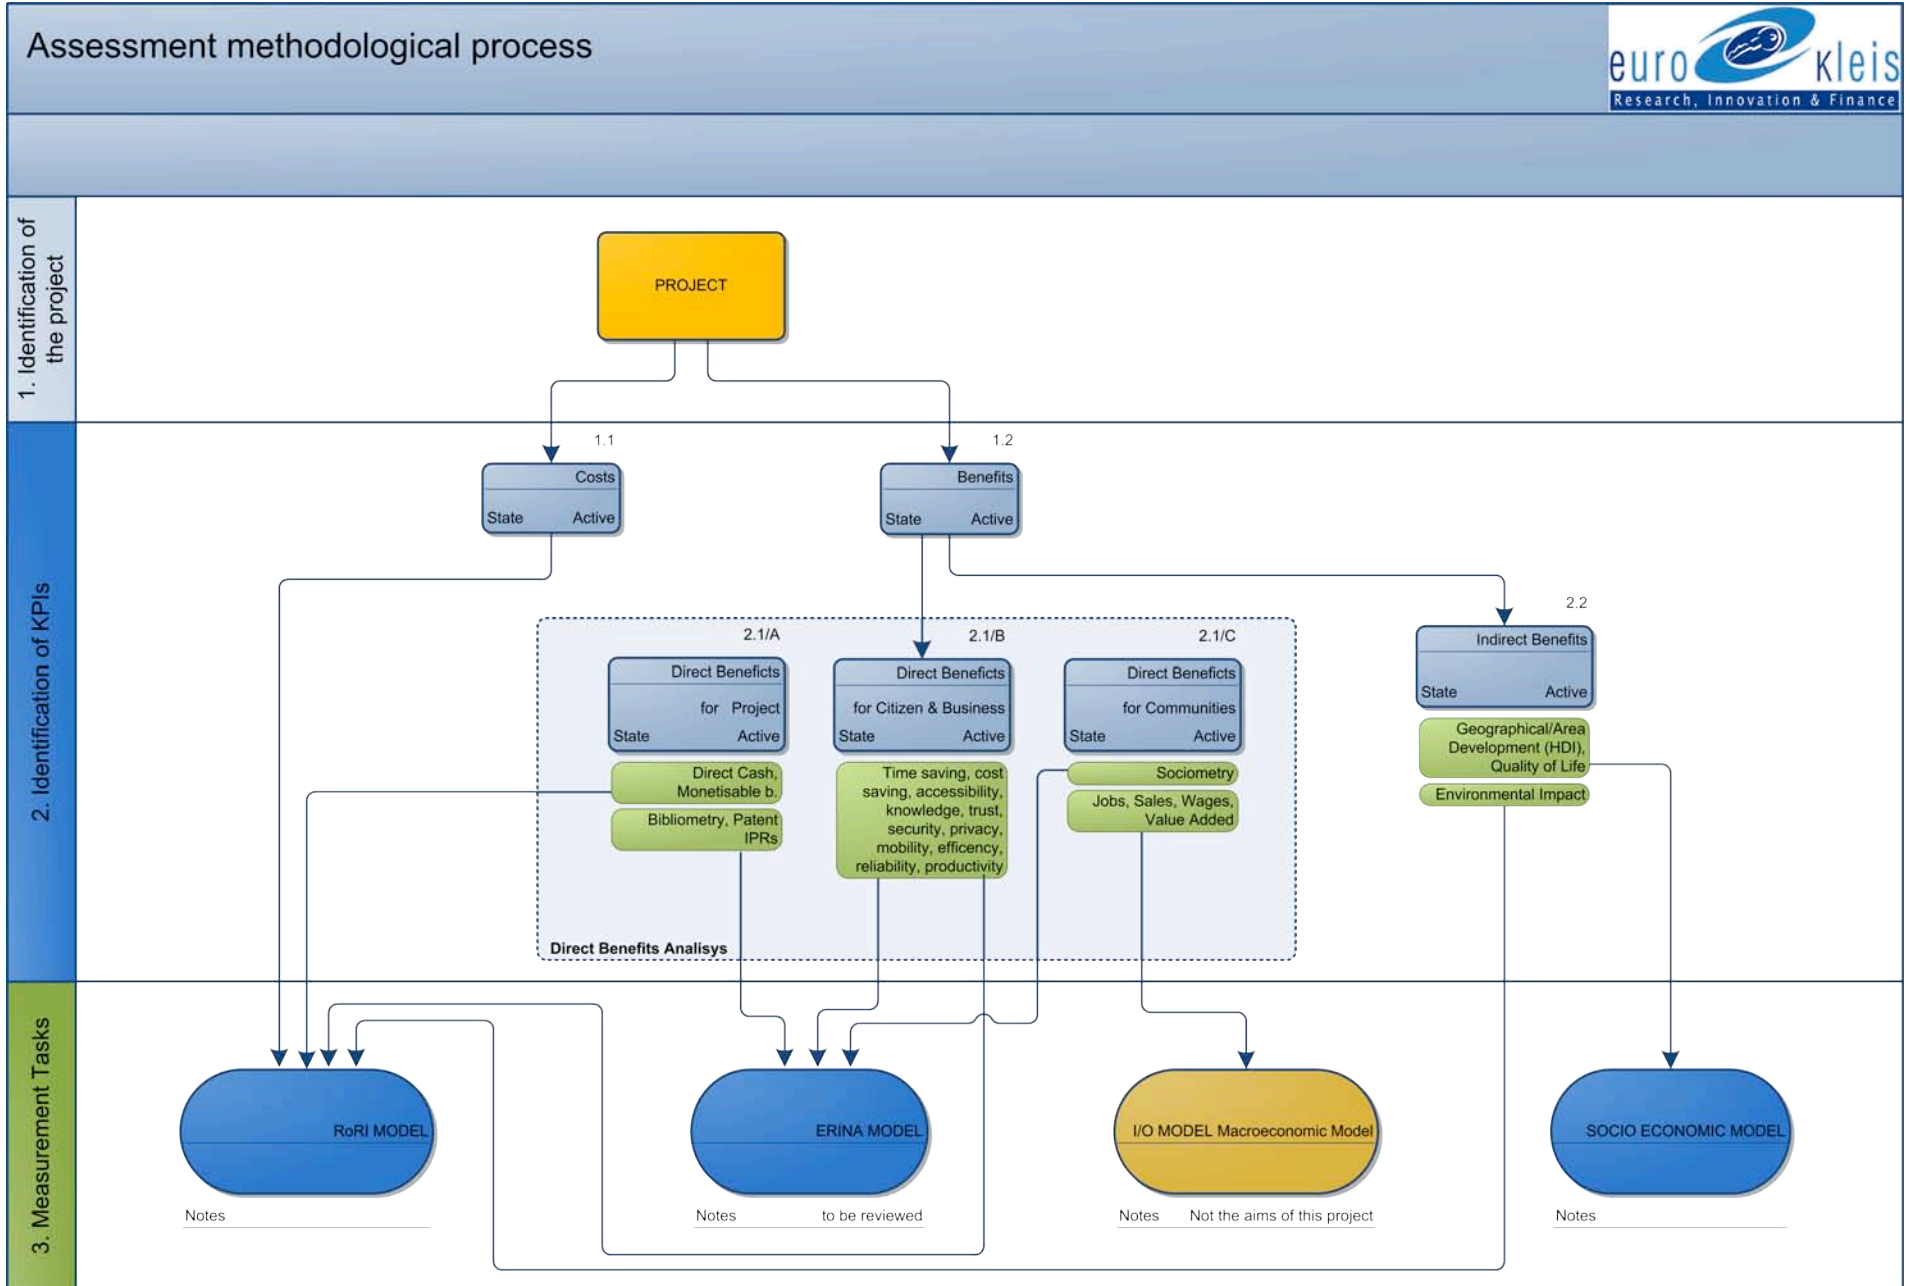 Assessment methodological process
euro Kleis
Research, Innovation & Finance
1. Identification of
the project
PROJECT
2. Identification of KPIs
1.1
Costs
State Active
1.2
Benefits
State Active
2.1/A
Direct Beneficts
for Project
State Active
Direct Cash,
Monetisable b.
Bibliometry, Patent
IPRs
2.1/B
Direct Beneficts
for Citizen & Business
State Active
Time saving, cost
saving, accessibility,
knowledge, trust,
security, privacy,
mobility, efficency,
reliability, productivity
2.1/C
Direct Beneficts
for Communities
State Active
Sociometry
Jobs, Sales, Wages,
Value Added
Direct Benefits Analisys
2.2
Indirect Benefits
State Active
Geographical/Area
Development (HDI),
Quality of Life
Environmental Impact
3. Measurement Tasks
RoRI MODEL
Notes
ERINA MODEL
Notes to be reviewed
I/O MODEL Macroeconomic Model
Notes Not the aims of this project
SOCIO ECONOMIC MODEL
Notes